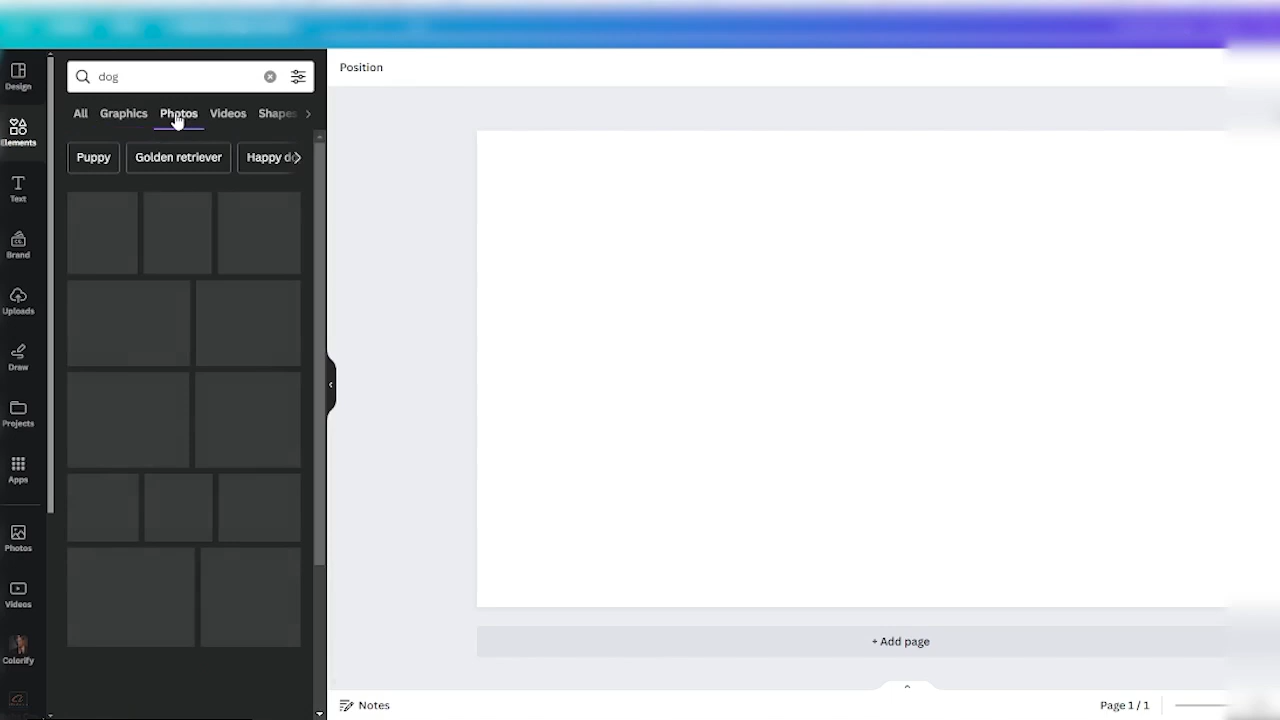 dog
Position
Design
All Graphics Photos Videos Shapes
Elements
Puppy Golden retriever Happy do
Text
Brand
Uploads
Draw
Projects
Apps
Photos
Videos
Colorify
+ Add page
Notes
Page 1 / 1